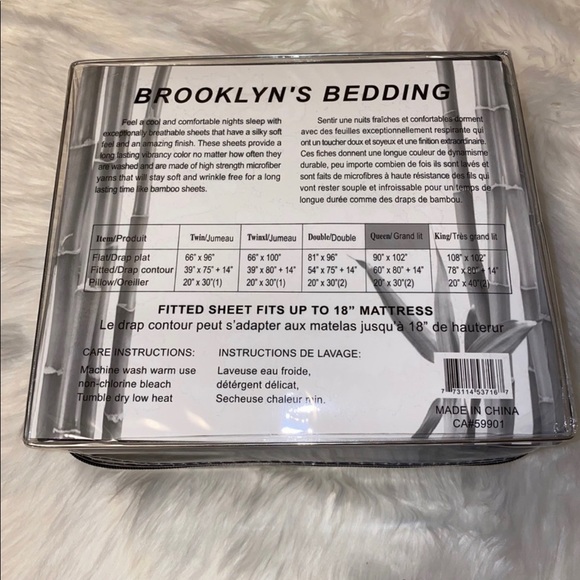 BROOKLYN'S BEDDING
Feel a cool and comfortable nights sleep with
exceptionally breathable sheets that have a silky soft
feel and an amazing finish. These sheets provide a
long lasting vibrancy color no matter how often they
are washed and are made of high strength microfiber
yarns that will stay soft and wrinkle free for a long
lasting time like bamboo sheets.
Sentir une nuits fraîches et confortables dorment
avec des feuilles exceptionnellement respirante qui
ont un toucher doux et soyeux et une finition extraordinaire.
Ces fiches donnent une longue couleur de dynamisme
durable, peu importe combien de fois ils sont lavés et
sont faits de microfibres à haute résistance des fils qui
vont rester souple et infroissable pour un temps de
longue durée comme des draps de bambou.
Item/Produit Twin/Jumeau Twinxl/Jumeau Double/Double Queen/Grand lit King/Très grand lit
Flat/Drap plat 66" x 96" 66" x 100" 81" x 96" 90" x 102" 108" x 102"
Fitted/Drap contour 39" x 75" + 14" 39" x 80" + 14" 54" x 75" + 14" 60" x 80" + 14" 78" x 80" + 14"
Pillow/Oreiller 20" x 30"(1) 20" x 30" (1) 20" x 30"(2) 20" x 30"(2) 20" x 40"(2)
FITTED SHEET FITS UP TO 18" MATTRESS
Le drap contour peut s'adapter aux matelas jusqu'à 18" de hauterur
CARE INSTRUCTIONS:
Machine wash warm use
non-chlorine bleach
Tumble dry low heat
INSTRUCTIONS DE LAVAGE:
Laveuse eau froide,
détérgent délicat,
Secheuse chaleur min.
7 73114 53716 7
MADE IN CHINA
CA#59901